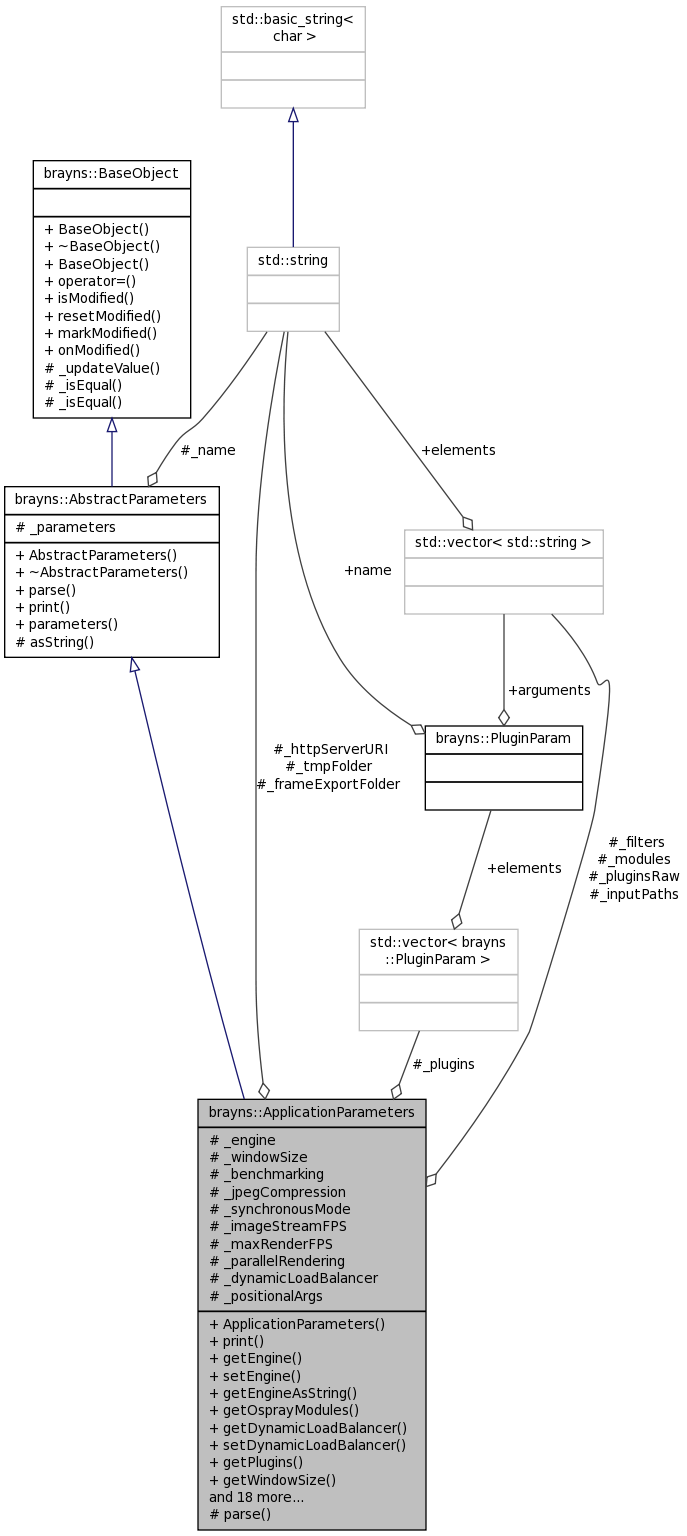 std::basic_string<
char >
brayns::BaseObject
+ BaseObject()
+ ~BaseObject()
+ BaseObject()
+ operator=()
+ isModified()
+ resetModified()
+ markModified()
+ onModified()
# _updateValue()
# _isEqual()
# _isEqual()
std::string
#_name
+elements
brayns::AbstractParameters
# _parameters
+ AbstractParameters()
+ ~AbstractParameters()
+ parse()
+ print()
+ parameters()
# asString()
std::vector< std::string >
+name
+arguments
brayns::PluginParam
#_httpServerURI
#_tmpFolder
#_frameExportFolder
#_filters
#_modules
#_pluginsRaw
#_inputPaths
+elements
std::vector< brayns
::PluginParam >
#_plugins
brayns::ApplicationParameters
# _engine
# _windowSize
# _benchmarking
# _jpegCompression
# _synchronousMode
# _imageStreamFPS
# _maxRenderFPS
# _parallelRendering
# _dynamicLoadBalancer
# _positionalArgs
+ ApplicationParameters()
+ print()
+ getEngine()
+ setEngine()
+ getEngineAsString()
+ getOsprayModules()
+ getDynamicLoadBalancer()
+ setDynamicLoadBalancer()
+ getPlugins()
+ getWindowSize()
and 18 more...
# parse()